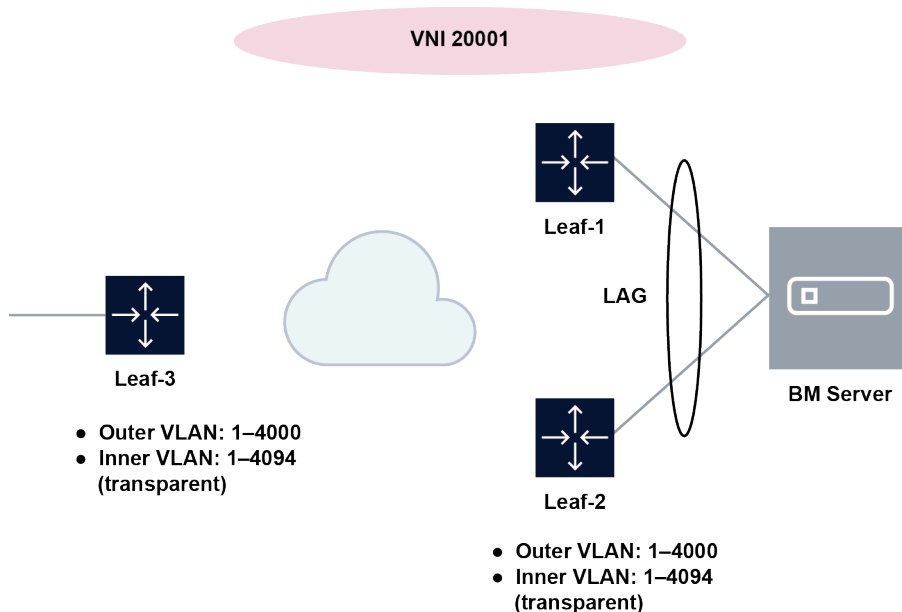 VNI 20001
Leaf-1
LAG
Leaf-3
BM Server
● Outer VLAN: 1–4000
● Inner VLAN: 1–4094
(transparent)
Leaf-2
● Outer VLAN: 1–4000
● Inner VLAN: 1–4094
(transparent)